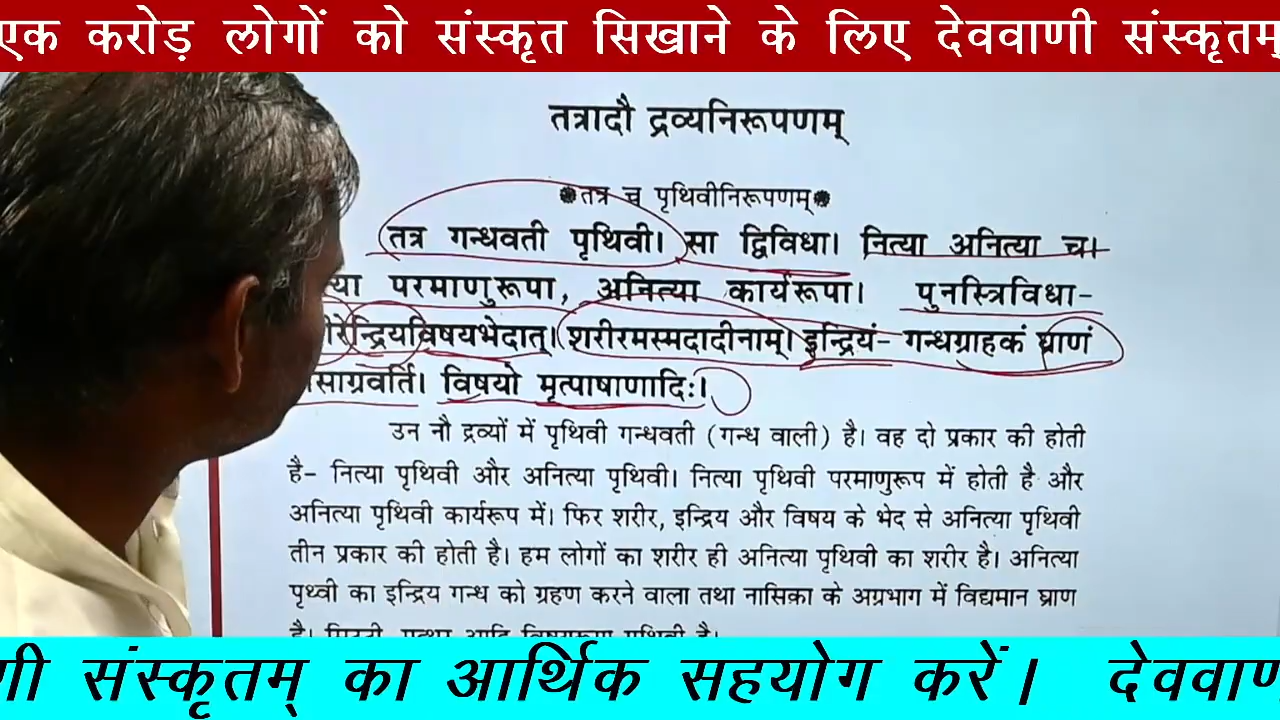 एक करोड़ लोगों को संस्कृत सिखाने के लिए देववाणी संस्कृतम्
तत्रादौ द्रव्यनिरूपणम्
तत्र च पृथिवीनिरूपणम्
तत्र गन्धवती पृथिवी। सा द्विविधा। नित्या अनित्या च।
परमाणुरूपा, अनित्या कार्यरूपा। पुनस्त्रिविधा-
रेन्द्रियविषयभेदात्। शरीरमस्मदादीनाम्। इन्द्रियं- गन्धग्राहकं घ्राणं
साग्रवर्ति। विषयो मृत्पाषाणादिः।
उन नौ द्रव्यों में पृथिवी गन्धवती (गन्ध वाली) है। वह दो प्रकार की होती
है- नित्या पृथिवी और अनित्या पृथिवी। नित्या पृथिवी परमाणुरूप में होती है और
अनित्या पृथिवी कार्यरूप में। फिर शरीर, इन्द्रिय और विषय के भेद से अनित्या पृथिवी
तीन प्रकार की होती है। हम लोगों का शरीर ही अनित्या पृथिवी का शरीर है। अनित्या
पृथ्वी का इन्द्रिय गन्ध को ग्रहण करने वाला तथा नासिका के अग्रभाग में विद्यमान घ्राण
णी संस्कृतम् का आर्थिक सहयोग करें। देववाण